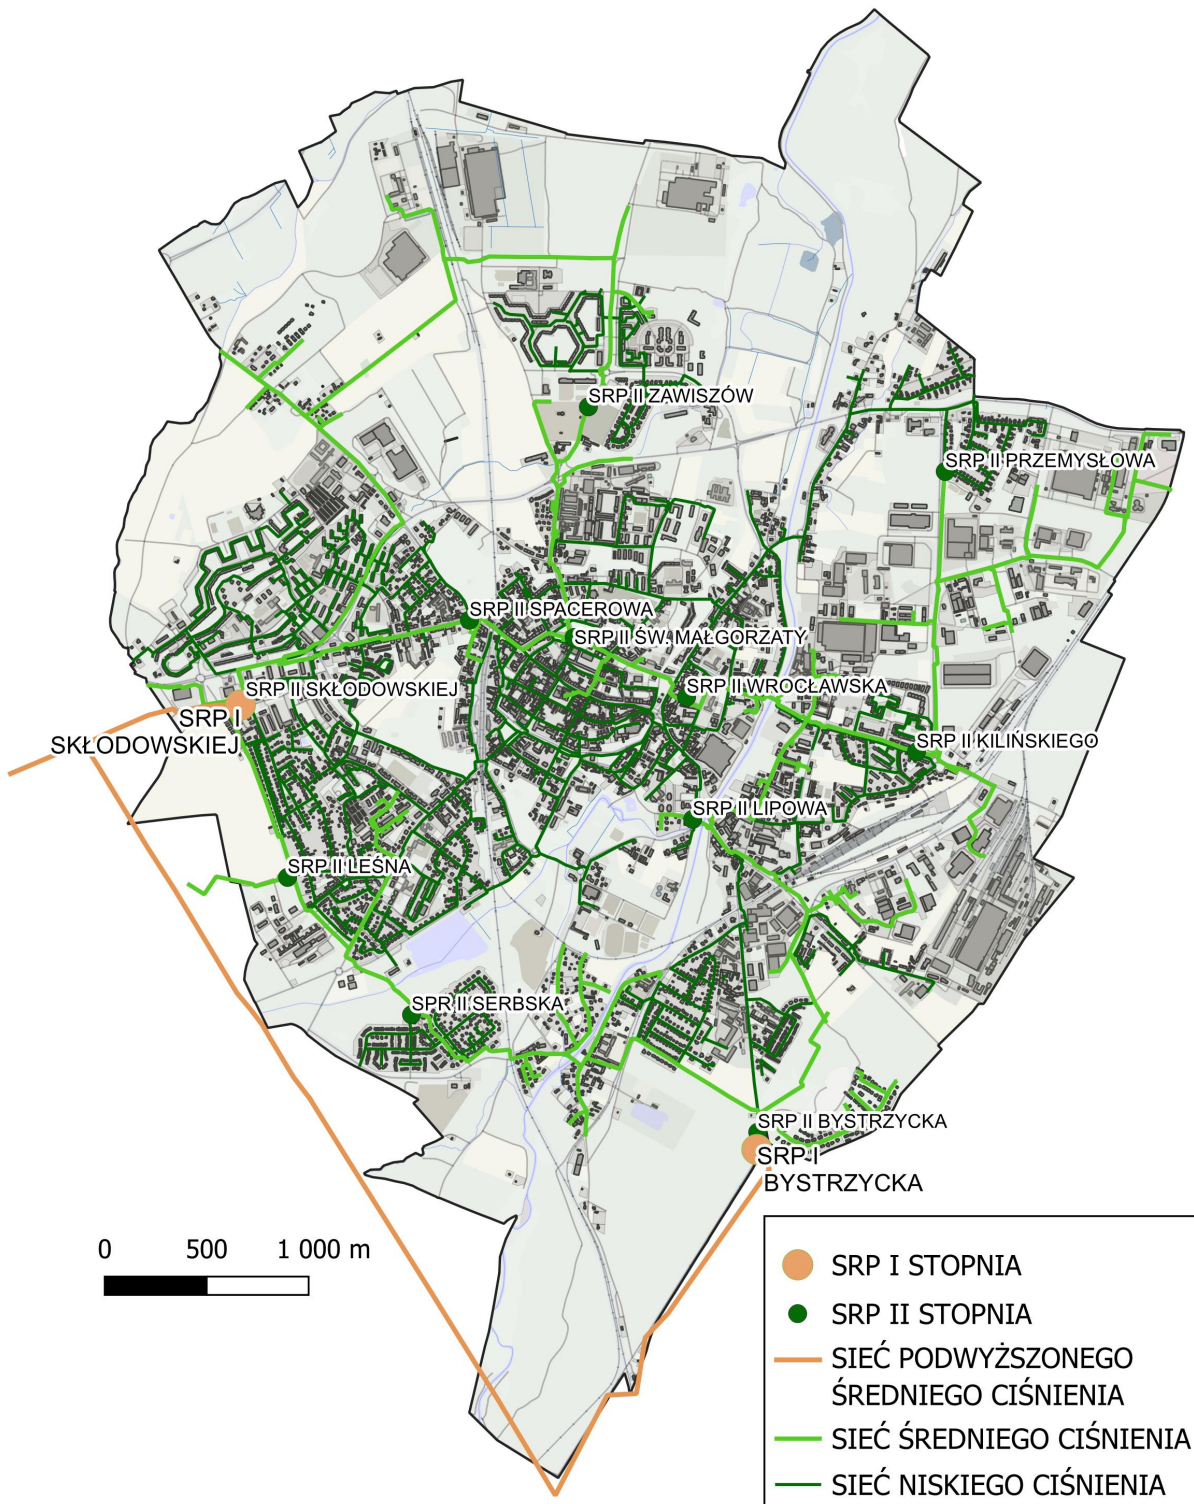 SRP II ZAWISZÓW
SRP II PRZEMYSŁOWA
SRP II SPACEROWA
SRP II ŚW. MAŁGORZATY
SRP II SKŁODOWSKIEJ
SRP II WROCŁAWSKA
SRP I
SKŁODOWSKIEJ
SRP II KILIŃSKIEGO
SRP II LIPOWA
SRP II LEŚNA
SPR II SERBSKA
SRP II BYSTRZYCKA
SRP I
BYSTRZYCKA
0 500 1 000 m
SRP I STOPNIA
SRP II STOPNIA
SIEĆ PODWYŻSZONEGO
ŚREDNIEGO CIŚNIENIA
SIEĆ ŚREDNIEGO CIŚNIENIA
SIEĆ NISKIEGO CIŚNIENIA